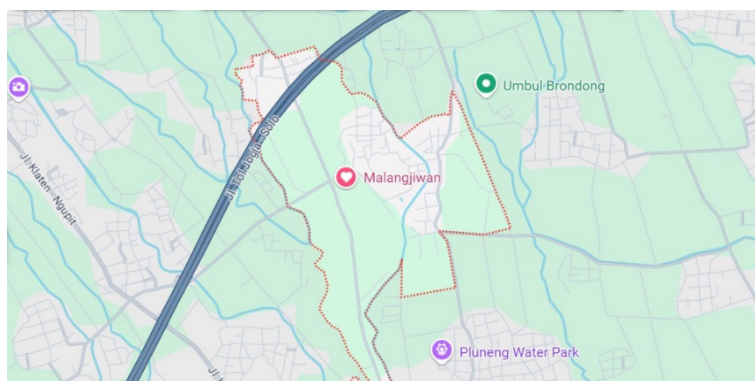 Umbul Brondong
Jl. Tol Jogja -Solo
Malangjiwan
Jl. Klaten - Ngupit
Pluneng Water Park